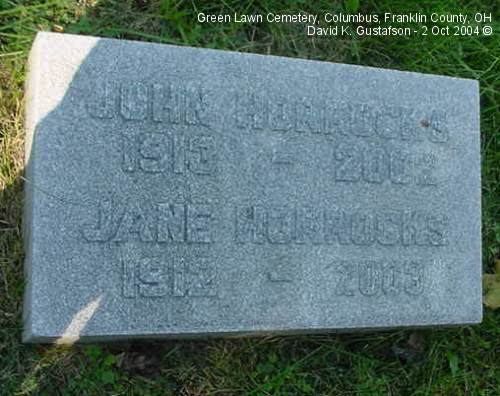 Green Lawn Cemetery, Columbus, Franklin County, OH
David K. Gustafson - 2 Oct 2004 ©
JOHN HORROCKS
1913 - 2002
JANE HORROCKS
1912 - 2003